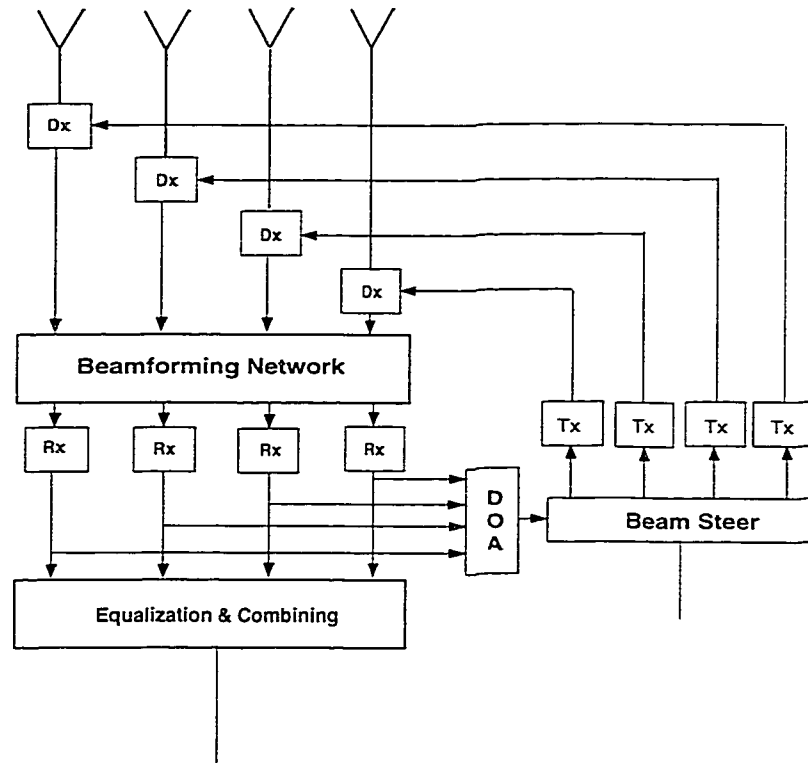 Dx
Dx
Dx
Dx
Beamforming Network
Tx Tx Tx Tx
Rx Rx Rx Rx
D
O
A
Beam Steer
Equalization & Combining